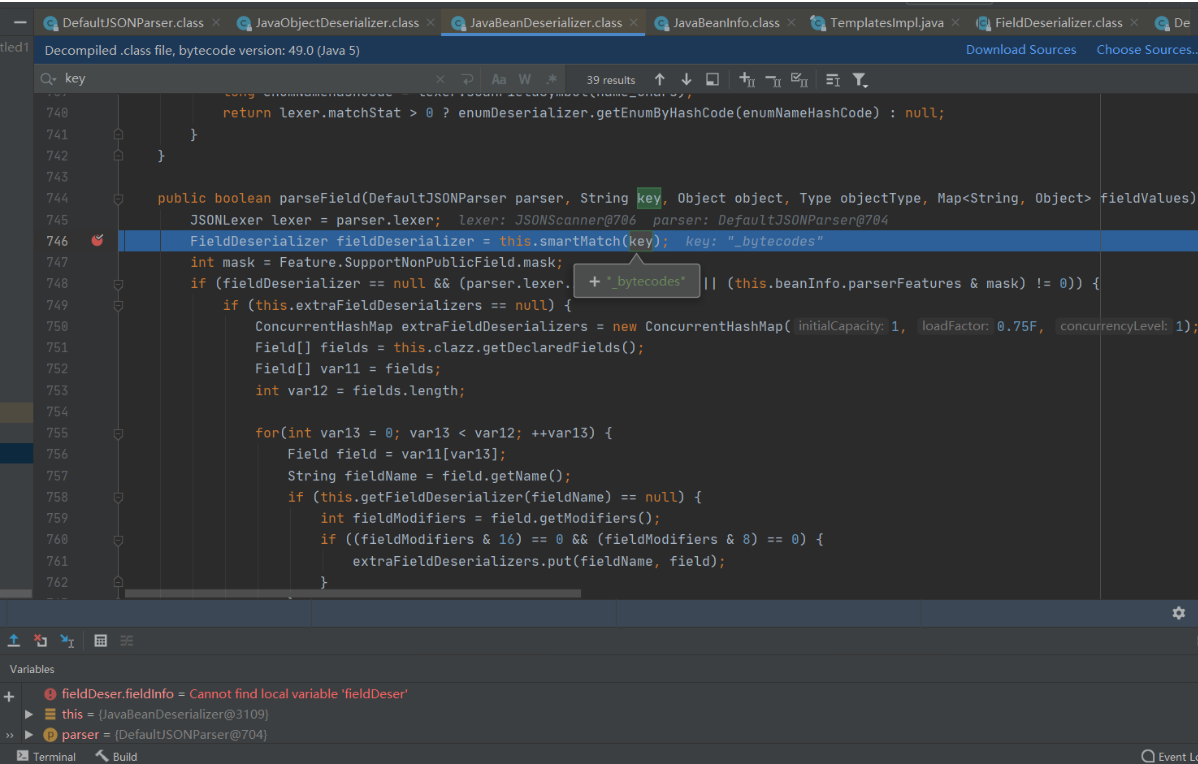 DefaultJSONParser.class JavaObjectDeserializer.class JavaBeanDeserializer.class JavaBeanInfo.class TemplatesImpl.java FieldDeserializer.class De
tled1 Decompiled .class file, bytecode version: 49.0 (Java 5) Download Sources Choose Sources..
key Aa W .* 39 results
740 return lexer.matchStat > 0 ? enumDeserializer.getEnumByHashCode(enumNameHashCode) : null;
741 }
742 }
743
744 public boolean parseField(DefaultJSONParser parser, String key, Object object, Type objectType, Map<String, Object> fieldValues)
745 JSONLexer lexer = parser.lexer; lexer: JSONScanner@706 parser: DefaultJSONParser@704
746 FieldDeserializer fieldDeserializer = this.smartMatch(key); key: "_bytecodes"
747 int mask = Feature.SupportNonPublicField.mask;
748 if (fieldDeserializer == null && (parser.lexer. || (this.beanInfo.parserFeatures & mask) != 0)) {
+ "_bytecodes"
749 if (this.extraFieldDeserializers == null) {
750 ConcurrentHashMap extraFieldDeserializers = new ConcurrentHashMap( initialCapacity: 1, loadFactor: 0.75F, concurrencyLevel: 1);
751 Field[] fields = this.clazz.getDeclaredFields();
752 Field[] var11 = fields;
753 int var12 = fields.length;
754
755 for(int var13 = 0; var13 < var12; ++var13) {
756 Field field = var11[var13];
757 String fieldName = field.getName();
758 if (this.getFieldDeserializer(fieldName) == null) {
759 int fieldModifiers = field.getModifiers();
760 if ((fieldModifiers & 16) == 0 && (fieldModifiers & 8) == 0) {
761 extraFieldDeserializers.put(fieldName, field);
762 }
Variables
fieldDeser.fieldInfo = Cannot find local variable 'fieldDeser'
this = {JavaBeanDeserializer@3109}
parser = {DefaultJSONParser@704}
Terminal Build Event Lo